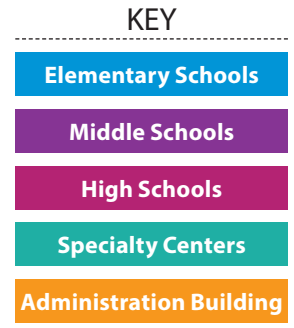 KEY
Elementary Schools
Middle Schools
High Schools
Specialty Centers
Administration Building